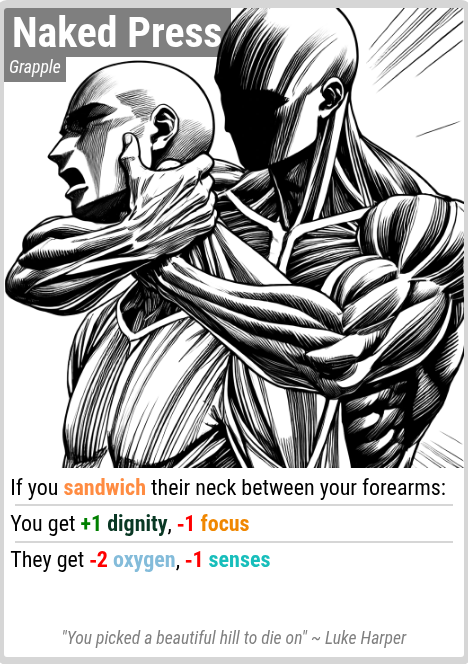 Naked Press
Grapple
If you sandwich their neck between your forearms:
You get +1 dignity, -1 focus
They get -2 oxygen, -1 senses
"You picked a beautiful hill to die on" ~ Luke Harper